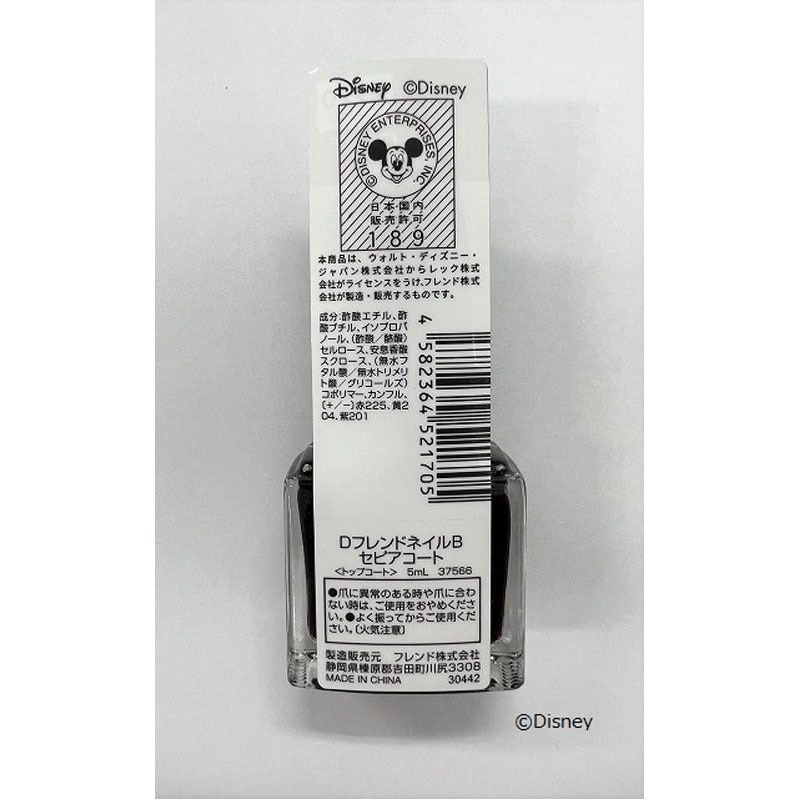 Disney ©Disney
©DISNEY ENTERPRISES, INC.
日本国内
販売許可
189
本商品は、ウォルト・ディズニー・
ジャパン株式会社からレック株式
会社がライセンスをうけ、フレンド株式
会社が製造・販売するものです。
成分:酢酸エチル、酢
酸ブチル、イソプロパ
ノール、(酢酸/酪酸)
セルロース、安息香酸
スクロース、(無水フ
タル酸/無水トリメリ
ト酸/グリコールズ)
コポリマー、カンフル、
(+/−)赤225、黄2
04、紫201
4 582364 521705
DフレンドネイルB
セピアコート
<トップコート> 5mL 37566
●爪に異常のある時や爪に合わ
ない時は、ご使用をおやめくださ
い。●よく振ってからご使用くだ
さい。(火気注意)
製造販売元 フレンド株式会社
静岡県榛原郡吉田町川尻3308
MADE IN CHINA 30442
©Disney